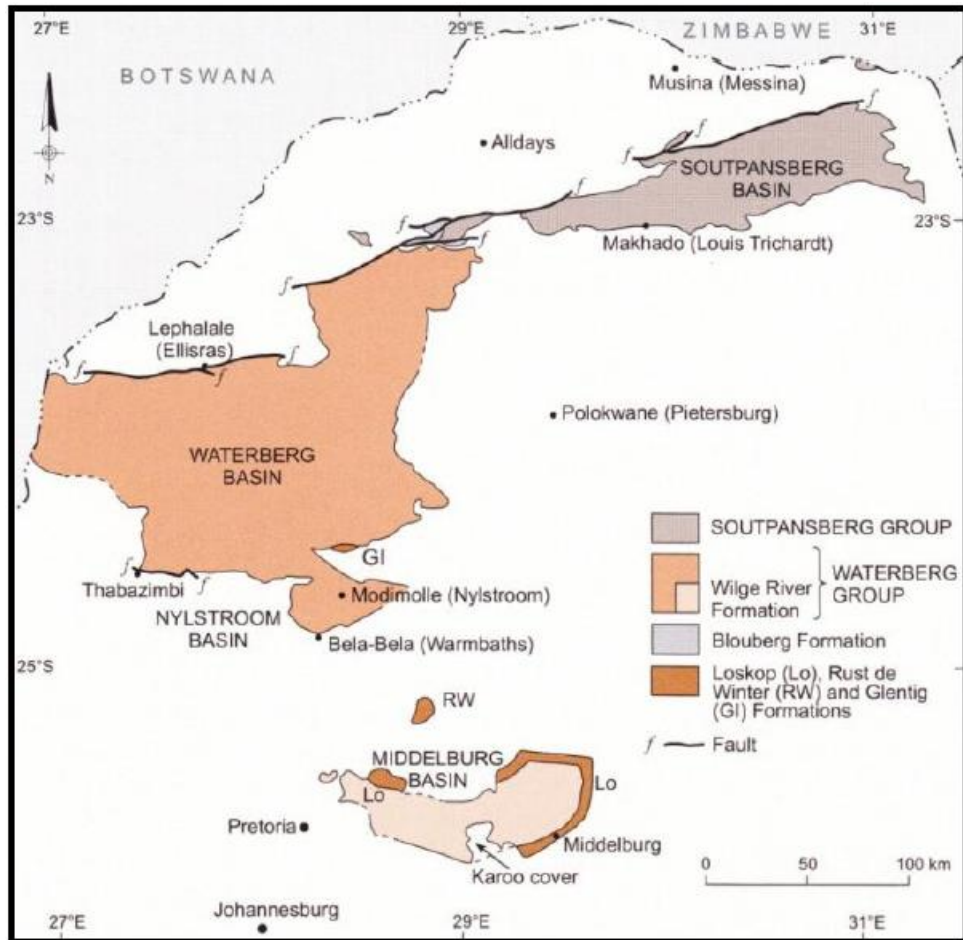 27°E
29°E
ZIMBABWE
31°E
BOTSWANA
Musina (Messina)
N
Alldays
f
f
f
SOUTPANSBERG
BASIN
f
f
23°S
23°S
f
Makhado (Louis Trichardt)
f
Lephalale
(Ellisras)
f
f
f
Polokwane (Pietersburg)
WATERBERG
BASIN
SOUTPANSBERG GROUP
Wilge River
Formation
WATERBERG
GROUP
Gl
f
f
Thabazimbi
Modimolle (Nylstroom)
NYLSTROOM
BASIN
Bela-Bela (Warmbaths)
Blouberg Formation
25°S
Loskop (Lo), Rust de
Winter (RW) and Glentig
(Gl) Formations
RW
f Fault
MIDDELBURG
BASIN
Lo
Lo
Pretoria
Middelburg
Karoo cover
0 50 100 km
Johannesburg
27°E
29°E
31°E